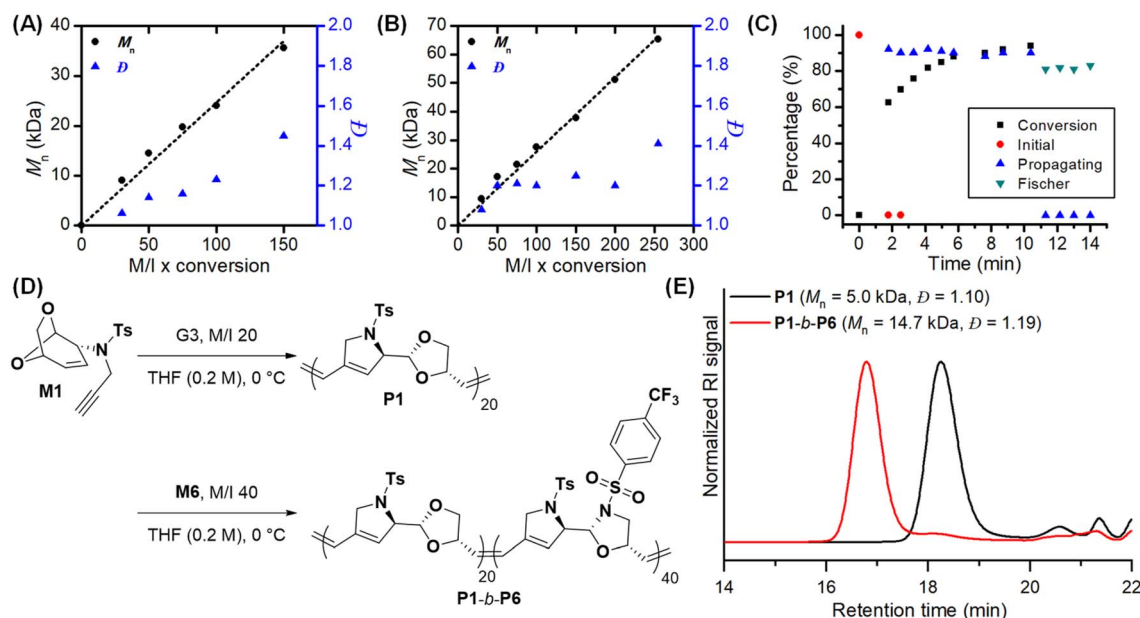 (A)
Mn
Đ
Mn (kDa)
40
30
20
10
0
2.0
1.8
1.6
1.4
1.2
1.0
Đ
0 50 100 150
M/I x conversion
(B)
Mn
Đ
Mn (kDa)
70
60
50
40
30
20
10
0
2.0
1.8
1.6
1.4
1.2
1.0
Đ
0 50 100 150 200 250 300
M/I x conversion
(C)
Percentage (%)
100
80
60
40
20
0
Conversion
Initial
Propagating
Fischer
0 2 4 6 8 10 12 14
Time (min)
(D)
O
O
Ts
N
M1
G3, M/I 20
THF (0.2 M), 0 °C
Ts
N
O
O
20
P1
M6, M/I 40
THF (0.2 M), 0 °C
CF3
O
S
O
Ts
N
O
O
20
Ts
N
N
O
40
P1-b-P6
(E)
P1 (Mn = 5.0 kDa, Đ = 1.10)
P1-b-P6 (Mn = 14.7 kDa, Đ = 1.19)
Normalized RI signal
14 16 18 20 22
Retention time (min)